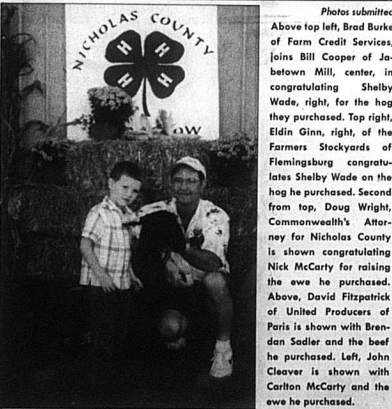 NICHOLAS COUNTY
H H
H H
OW
Photos submitted
Above top left, Brad Burke
of Farm Credit Services,
joins Bill Cooper of Ja-
betown Mill, center, in
congratulating Shelby
Wade, right, for the hog
they purchased. Top right,
Eldin Ginn, right, of the
Farmers Stockyards of
Flemingsburg congratu-
lates Shelby Wade on the
hog he purchased. Second
from top, Doug Wright,
Commonwealth's Attor-
ney for Nicholas County
is shown congratulating
Nick McCarty for raising
the ewe he purchased.
Above, David Fitzpatrick
of United Producers of
Paris is shown with Bren-
dan Sadler and the beef
he purchased. Left, John
Cleaver is shown with
Carlton McCarty and the
ewe he purchased.